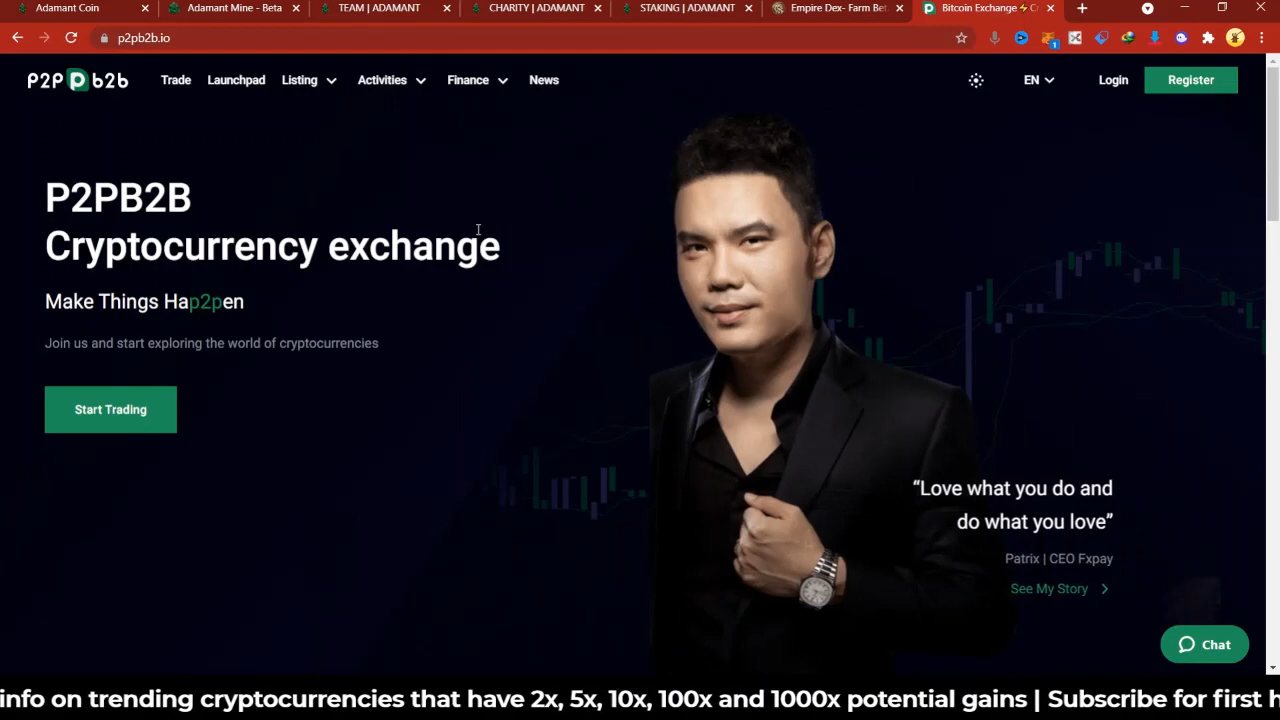 Adamant Coin
Adamant Mine - Beta
TEAM | ADAMANT
CHARITY | ADAMANT
STAKING | ADAMANT
Empire Dex- Farm Bet
Bitcoin Exchange⚡Cr
p2pb2b.io
1
P2P b2b
Trade
Launchpad
Listing
Activities
Finance
News
EN
Login
Register
P2PB2B
Cryptocurrency exchange
Make Things Hap2pen
Join us and start exploring the world of cryptocurrencies
Start Trading
“Love what you do and
do what you love”
Patrix | CEO Fxpay
See My Story
Chat
info on trending cryptocurrencies that have 2x, 5x, 10x, 100x and 1000x potential gains | Subscribe for first h